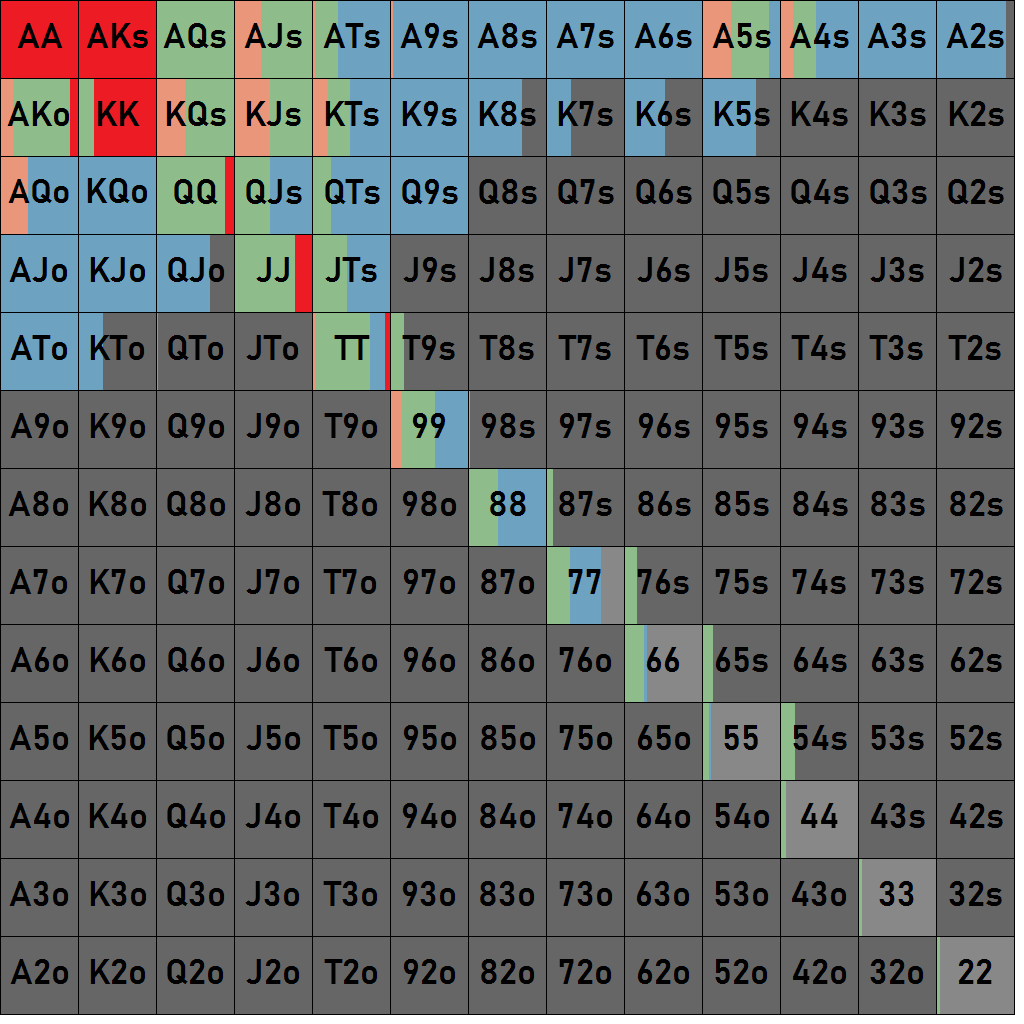 AA AKs AQs AJs ATs A9s A8s A7s A6s A5s A4s A3s A2s
AKo KK KQs KJs KTs K9s K8s K7s K6s K5s K4s K3s K2s
AQo KQo QQ QJs QTs Q9s Q8s Q7s Q6s Q5s Q4s Q3s Q2s
AJo KJo QJo JJ JTs J9s J8s J7s J6s J5s J4s J3s J2s
ATo KTo QTo JTo TT T9s T8s T7s T6s T5s T4s T3s T2s
A9o K9o Q9o J9o T9o 99 98s 97s 96s 95s 94s 93s 92s
A8o K8o Q8o J8o T8o 98o 88 87s 86s 85s 84s 83s 82s
A7o K7o Q7o J7o T7o 97o 87o 77 76s 75s 74s 73s 72s
A6o K6o Q6o J6o T6o 96o 86o 76o 66 65s 64s 63s 62s
A5o K5o Q5o J5o T5o 95o 85o 75o 65o 55 54s 53s 52s
A4o K4o Q4o J4o T4o 94o 84o 74o 64o 54o 44 43s 42s
A3o K3o Q3o J3o T3o 93o 83o 73o 63o 53o 43o 33 32s
A2o K2o Q2o J2o T2o 92o 82o 72o 62o 52o 42o 32o 22